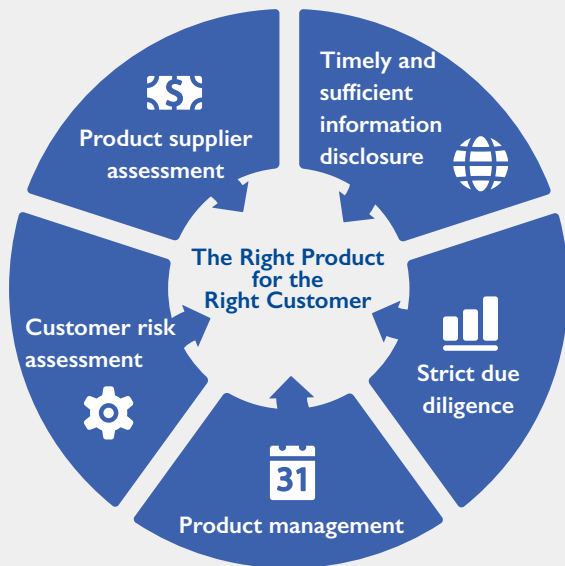 Timely and
sufficient
information
disclosure
$
Product supplier
assessment
The Right Product
for the
Right Customer
Customer risk
assessment
Strict due
diligence
31
Product management